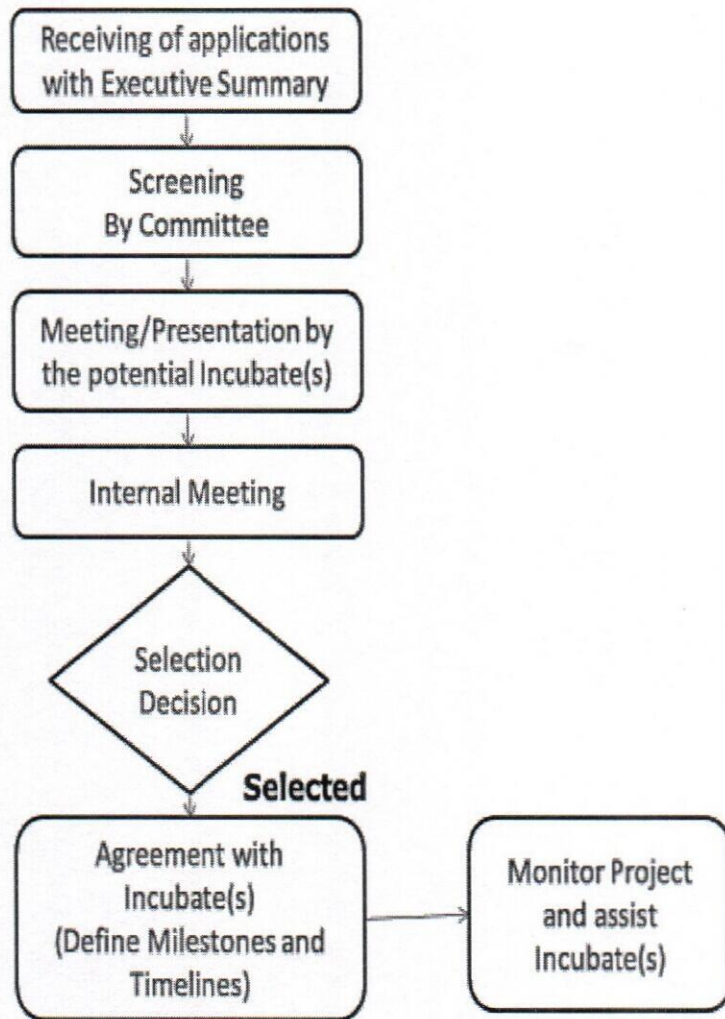 Receiving of applications
with Executive Summary
Screening
By Committee
Meeting/Presentation by
the potential Incubate(s)
Internal Meeting
Selection
Decision
Selected
Agreement with
Incubate(s)
(Define Milestones and
Timelines)
Monitor Project
and assist
Incubate(s)